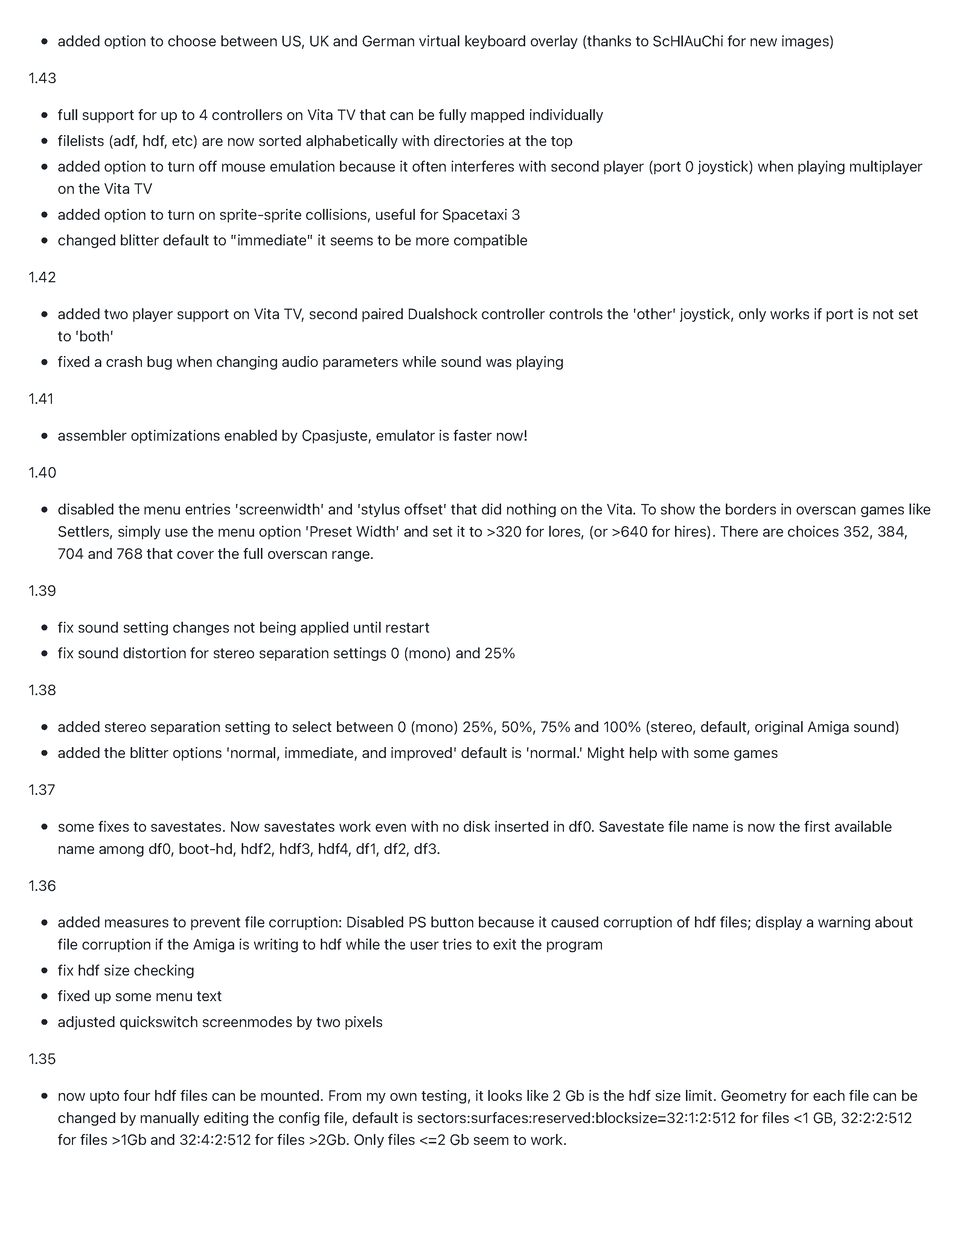 • added option to choose between US, UK and German virtual keyboard overlay (thanks to ScHlAuChi for new images)
1.43
• full support for up to 4 controllers on Vita TV that can be fully mapped individually
• filelists (adf, hdf, etc) are now sorted alphabetically with directories at the top
• added option to turn off mouse emulation because it often interferes with second player (port 0 joystick) when playing multiplayer
on the Vita TV
• added option to turn on sprite-sprite collisions, useful for Spacetaxi 3
• changed blitter default to "immediate" it seems to be more compatible
1.42
• added two player support on Vita TV, second paired Dualshock controller controls the 'other' joystick, only works if port is not set
to 'both'
• fixed a crash bug when changing audio parameters while sound was playing
1.41
• assembler optimizations enabled by Cpasjuste, emulator is faster now!
1.40
• disabled the menu entries 'screenwidth' and 'stylus offset' that did nothing on the Vita. To show the borders in overscan games like
Settlers, simply use the menu option 'Preset Width' and set it to >320 for lores, (or >640 for hires). There are choices 352, 384,
704 and 768 that cover the full overscan range.
1.39
• fix sound setting changes not being applied until restart
• fix sound distortion for stereo separation settings 0 (mono) and 25%
1.38
• added stereo separation setting to select between 0 (mono) 25%, 50%, 75% and 100% (stereo, default, original Amiga sound)
• added the blitter options 'normal, immediate, and improved' default is 'normal.' Might help with some games
1.37
• some fixes to savestates. Now savestates work even with no disk inserted in df0. Savestate file name is now the first available
name among df0, boot-hd, hdf2, hdf3, hdf4, df1, df2, df3.
1.36
• added measures to prevent file corruption: Disabled PS button because it caused corruption of hdf files; display a warning about
file corruption if the Amiga is writing to hdf while the user tries to exit the program
• fix hdf size checking
• fixed up some menu text
• adjusted quickswitch screenmodes by two pixels
1.35
• now upto four hdf files can be mounted. From my own testing, it looks like 2 Gb is the hdf size limit. Geometry for each file can be
changed by manually editing the config file, default is sectors:surfaces:reserved:blocksize=32:1:2:512 for files <1 GB, 32:2:2:512
for files >1Gb and 32:4:2:512 for files >2Gb. Only files <=2 Gb seem to work.